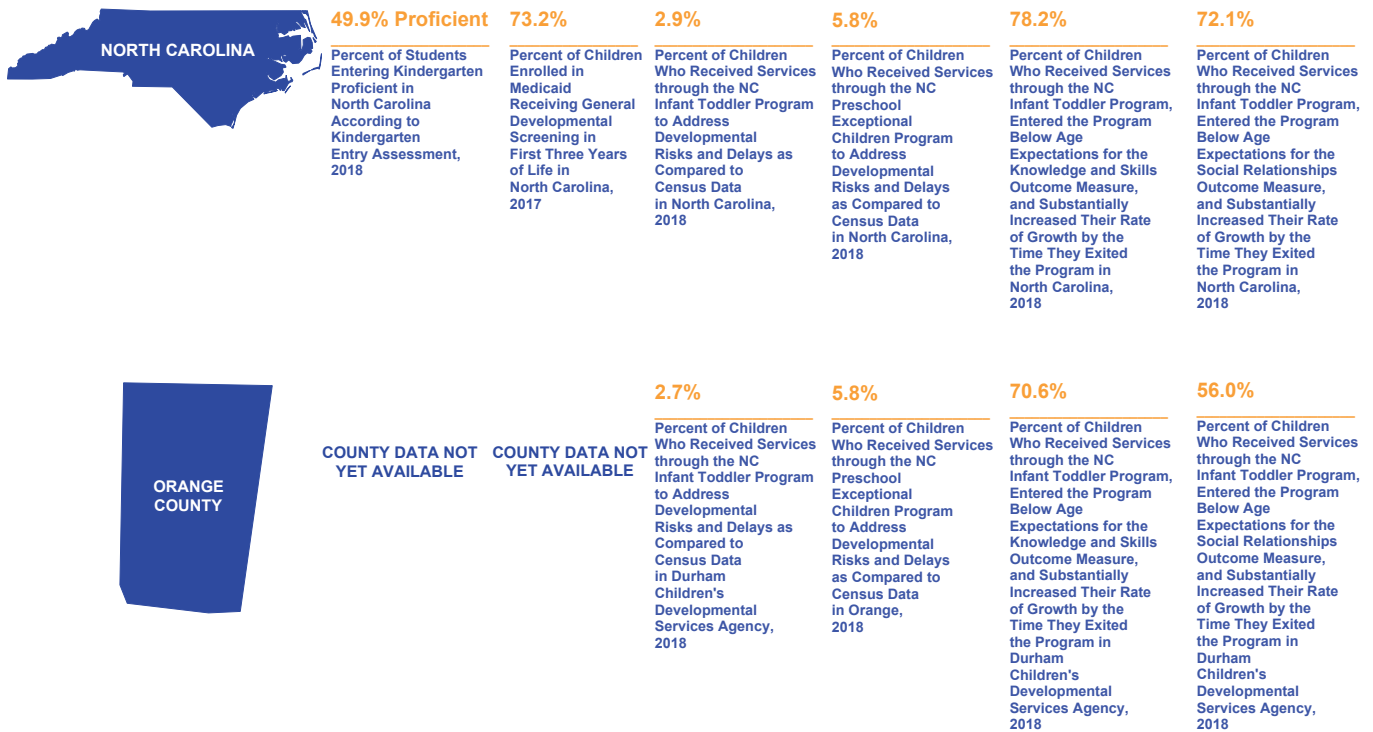 NORTH CAROLINA
49.9% Proficient
Percent of Students
Entering Kindergarten
Proficient in
North Carolina
According to
Kindergarten
Entry Assessment,
2018
73.2%
Percent of Children
Enrolled in
Medicaid
Receiving General
Developmental
Screening in
First Three Years
of Life in
North Carolina,
2017
2.9%
Percent of Children
Who Received Services
through the NC
Infant Toddler Program
to Address
Developmental
Risks and Delays as
Compared to
Census Data
in North Carolina,
2018
5.8%
Percent of Children
Who Received Services
through the NC
Preschool
Exceptional
Children Program
to Address
Developmental
Risks and Delays
as Compared to
Census Data
in North Carolina,
2018
78.2%
Percent of Children
Who Received Services
through the NC
Infant Toddler Program,
Entered the Program
Below Age
Expectations for the
Knowledge and Skills
Outcome Measure,
and Substantially
Increased Their Rate
of Growth by the
Time They Exited
the Program in
North Carolina,
2018
72.1%
Percent of Children
Who Received Services
through the NC
Infant Toddler Program,
Entered the Program
Below Age
Expectations for the
Social Relationships
Outcome Measure,
and Substantially
Increased Their Rate
of Growth by the
Time They Exited
the Program in
North Carolina,
2018
ORANGE
COUNTY
COUNTY DATA NOT
YET AVAILABLE
COUNTY DATA NOT
YET AVAILABLE
2.7%
Percent of Children
Who Received Services
through the NC
Infant Toddler Program
to Address
Developmental
Risks and Delays as
Compared to
Census Data
in Durham
Children's
Developmental
Services Agency,
2018
5.8%
Percent of Children
Who Received Services
through the NC
Preschool
Exceptional
Children Program
to Address
Developmental
Risks and Delays
as Compared to
Census Data
in Orange,
2018
70.6%
Percent of Children
Who Received Services
through the NC
Infant Toddler Program,
Entered the Program
Below Age
Expectations for the
Knowledge and Skills
Outcome Measure,
and Substantially
Increased Their Rate
of Growth by the
Time They Exited
the Program in
Durham
Children's
Developmental
Services Agency,
2018
56.0%
Percent of Children
Who Received Services
through the NC
Infant Toddler Program,
Entered the Program
Below Age
Expectations for the
Social Relationships
Outcome Measure,
and Substantially
Increased Their Rate
of Growth by the
Time They Exited
the Program in
Durham
Children's
Developmental
Services Agency,
2018